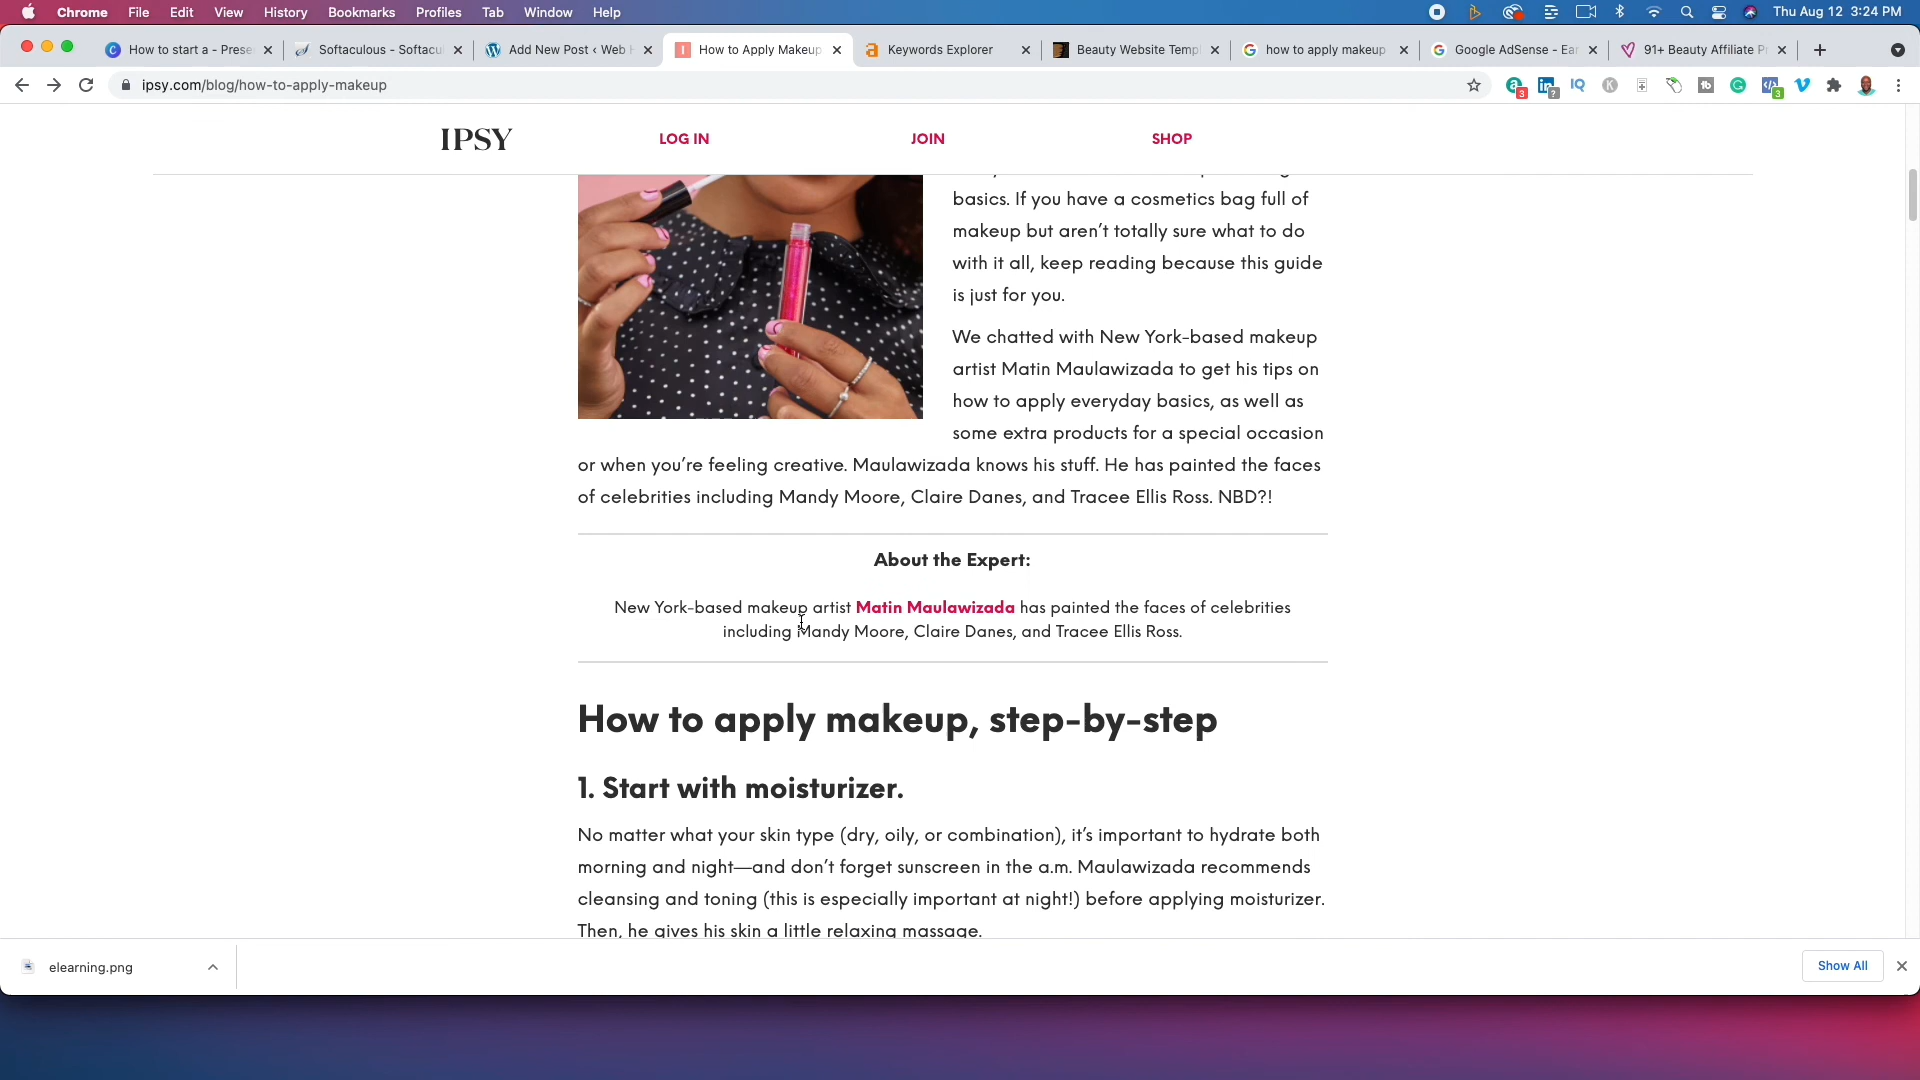 Chrome File Edit View History Bookmarks Profiles Tab Window Help Thu Aug 12 3:24 PM
How to start a - Prese Softaculous - Softacul Add New Post ‹ Web H How to Apply Makeup, Keywords Explorer Beauty Website Templ how to apply makeup Google AdSense - Ear 91+ Beauty Affiliate P
ipsy.com/blog/how-to-apply-makeup
IPSY LOG IN JOIN SHOP
basics. If you have a cosmetics bag full of
makeup but aren't totally sure what to do
with it all, keep reading because this guide
is just for you.
We chatted with New York-based makeup
artist Matin Maulawizada to get his tips on
how to apply everyday basics, as well as
some extra products for a special occasion
or when you're feeling creative. Maulawizada knows his stuff. He has painted the faces
of celebrities including Mandy Moore, Claire Danes, and Tracee Ellis Ross. NBD?!
About the Expert:
New York-based makeup artist Matin Maulawizada has painted the faces of celebrities
including Mandy Moore, Claire Danes, and Tracee Ellis Ross.
How to apply makeup, step-by-step
1. Start with moisturizer.
No matter what your skin type (dry, oily, or combination), it's important to hydrate both
morning and night—and don't forget sunscreen in the a.m. Maulawizada recommends
cleansing and toning (this is especially important at night!) before applying moisturizer.
Then, he gives his skin a little relaxing massage.
elearning.png Show All